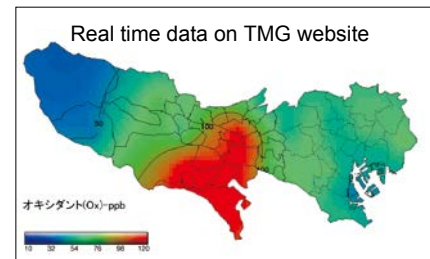 Real time data on TMG website
50
100
100
オキシダント(Ox)-ppb
10 32 54 76 98 120